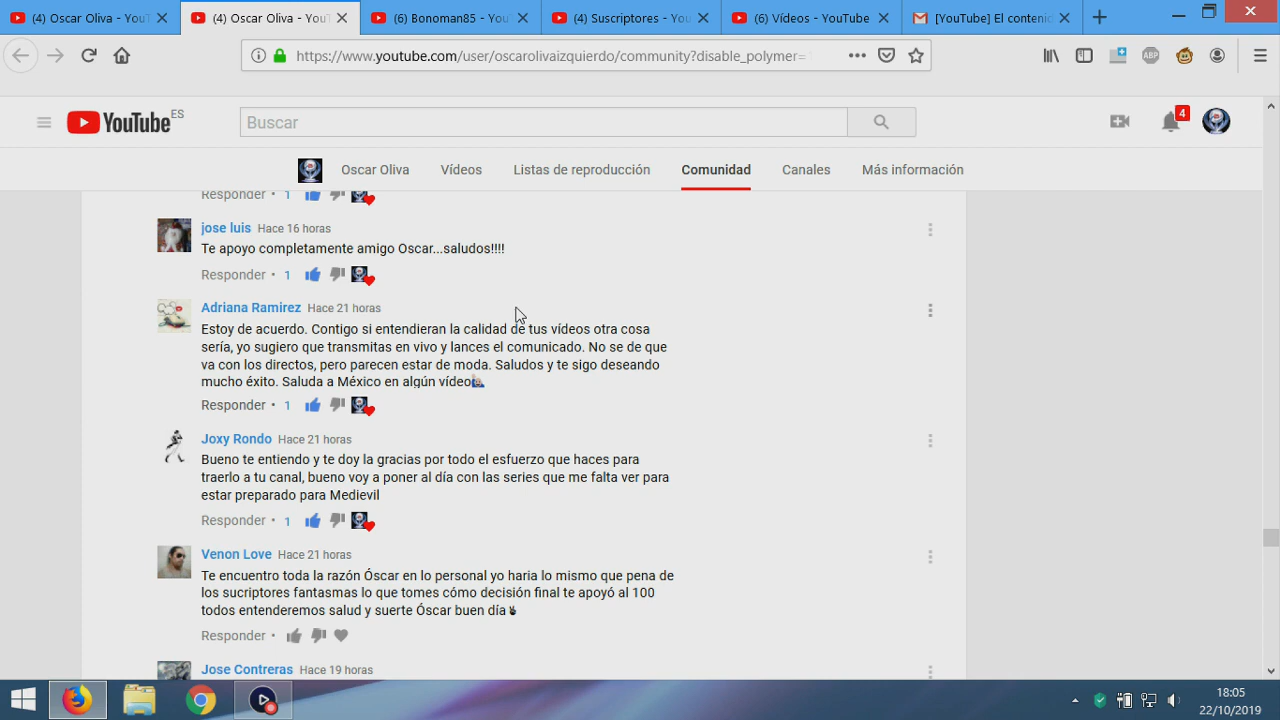 (4) Oscar Oliva - YouT
(4) Oscar Oliva - YouT
(6) Bonoman85 - YouT
(4) Suscriptores - You
(6) Vídeos - YouTube
[YouTube] El contenid
https://www.youtube.com/user/oscarolivaizquierdo/community?disable_polymer=
ABP
YouTube ES
Buscar
4
Oscar Oliva
Vídeos
Listas de reproducción
Comunidad
Canales
Más información
Responder • 1
jose luis Hace 16 horas
Te apoyo completamente amigo Oscar...saludos!!!!
Responder • 1
Adriana Ramirez Hace 21 horas
Estoy de acuerdo. Contigo si entendieran la calidad de tus vídeos otra cosa
sería, yo sugiero que transmitas en vivo y lances el comunicado. No se de que
va con los directos, pero parecen estar de moda. Saludos y te sigo deseando
mucho éxito. Saluda a México en algún vídeo🙋
Responder • 1
Joxy Rondo Hace 21 horas
Bueno te entiendo y te doy la gracias por todo el esfuerzo que haces para
traerlo a tu canal, bueno voy a poner al día con las series que me falta ver para
estar preparado para Medievil
Responder • 1
Venon Love Hace 21 horas
Te encuentro toda la razón Óscar en lo personal yo haria lo mismo que pena de
los sucriptores fantasmas lo que tomes cómo decisión final te apoyó al 100
todos entenderemos salud y suerte Óscar buen día✌
Responder •
Jose Contreras Hace 19 horas
18:05
22/10/2019